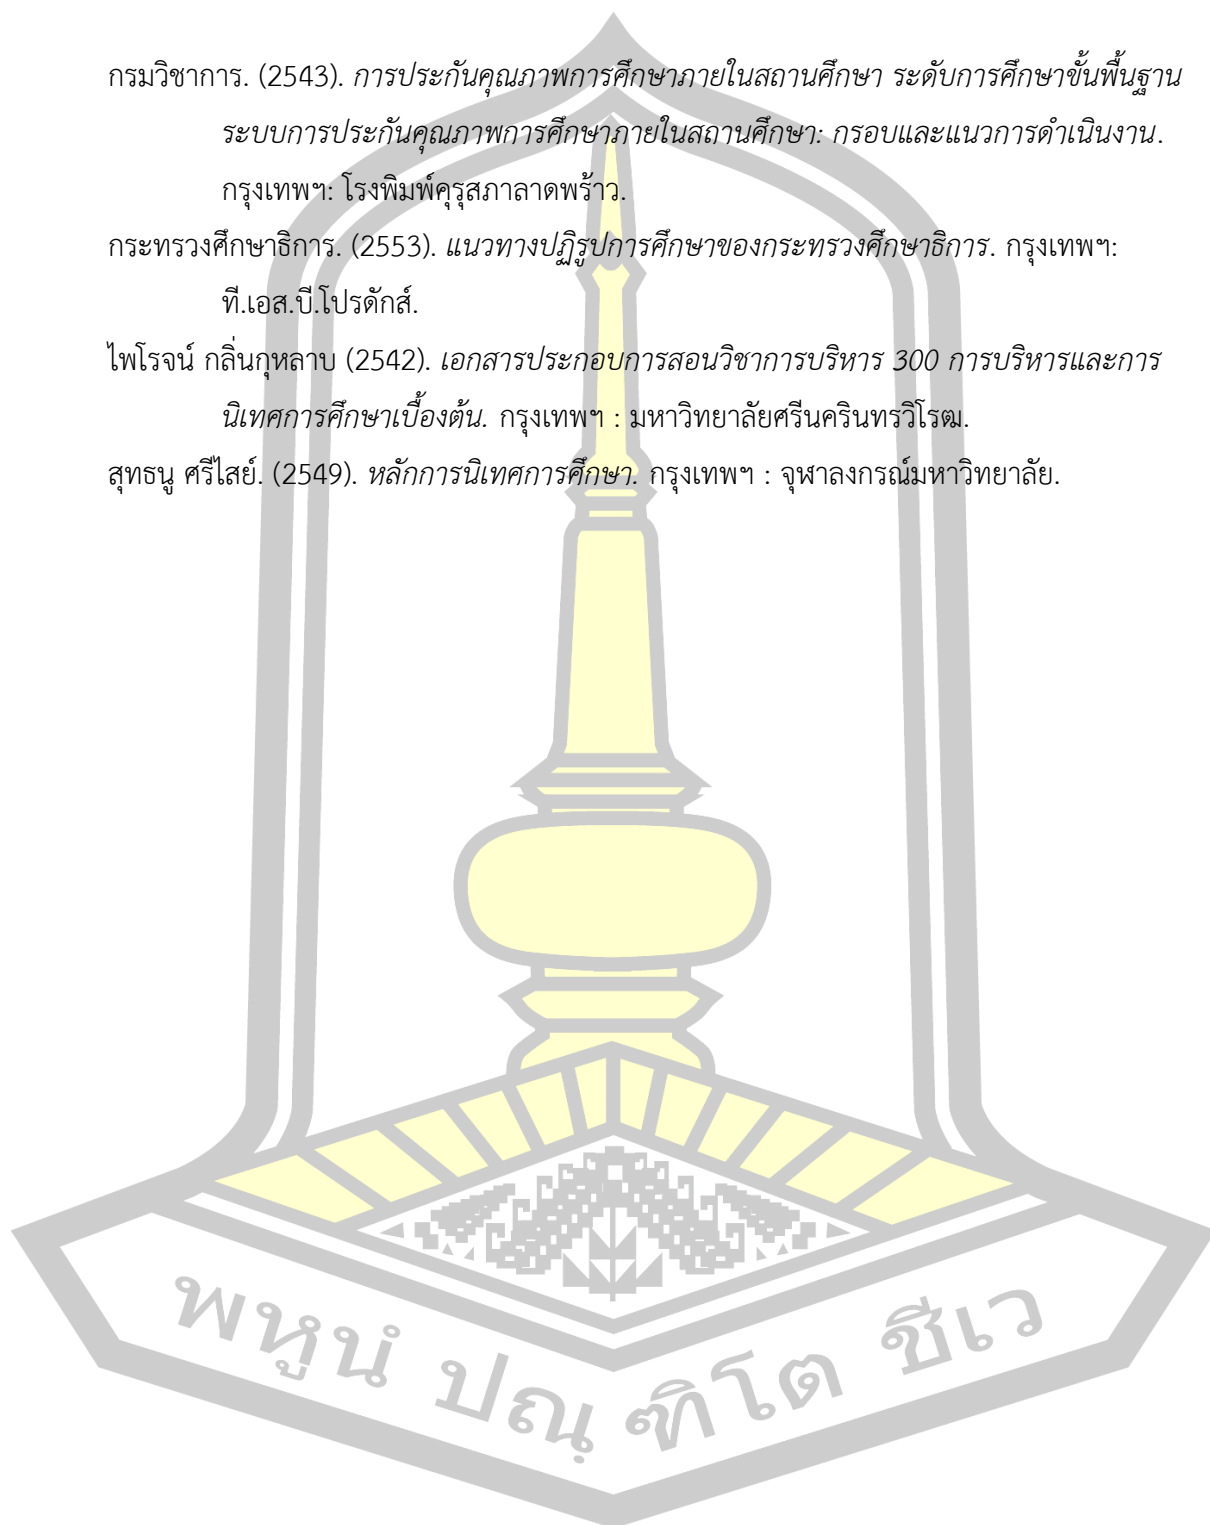 กรมวิชาการ. (2543). การประกันคุณภาพการศึกษาภายในสถานศึกษา ระดับการศึกษาขั้นพื้นฐาน
ระบบการประกันคุณภาพการศึกษาภายในสถานศึกษา: กรอบและแนวการดำเนินงาน.
กรุงเทพฯ: โรงพิมพ์คุรุสภาลาดพร้าว.
กระทรวงศึกษาธิการ. (2553). แนวทางปฏิรูปการศึกษาของกระทรวงศึกษาธิการ. กรุงเทพฯ:
ที.เอส.บี.โปรดักส์.
ไพโรจน์ กลิ่นกุหลาบ (2542). เอกสารประกอบการสอนวิชาการบริหาร 300 การบริหารและการ
นิเทศการศึกษาเบื้องต้น. กรุงเทพฯ : มหาวิทยาลัยศรีนครินทรวิโรฒ.
สุทธนู ศรีไสย์. (2549). หลักการนิเทศการศึกษา. กรุงเทพฯ : จุฬาลงกรณ์มหาวิทยาลัย.
พหูนํ ปณฺฑิโต ชีเว